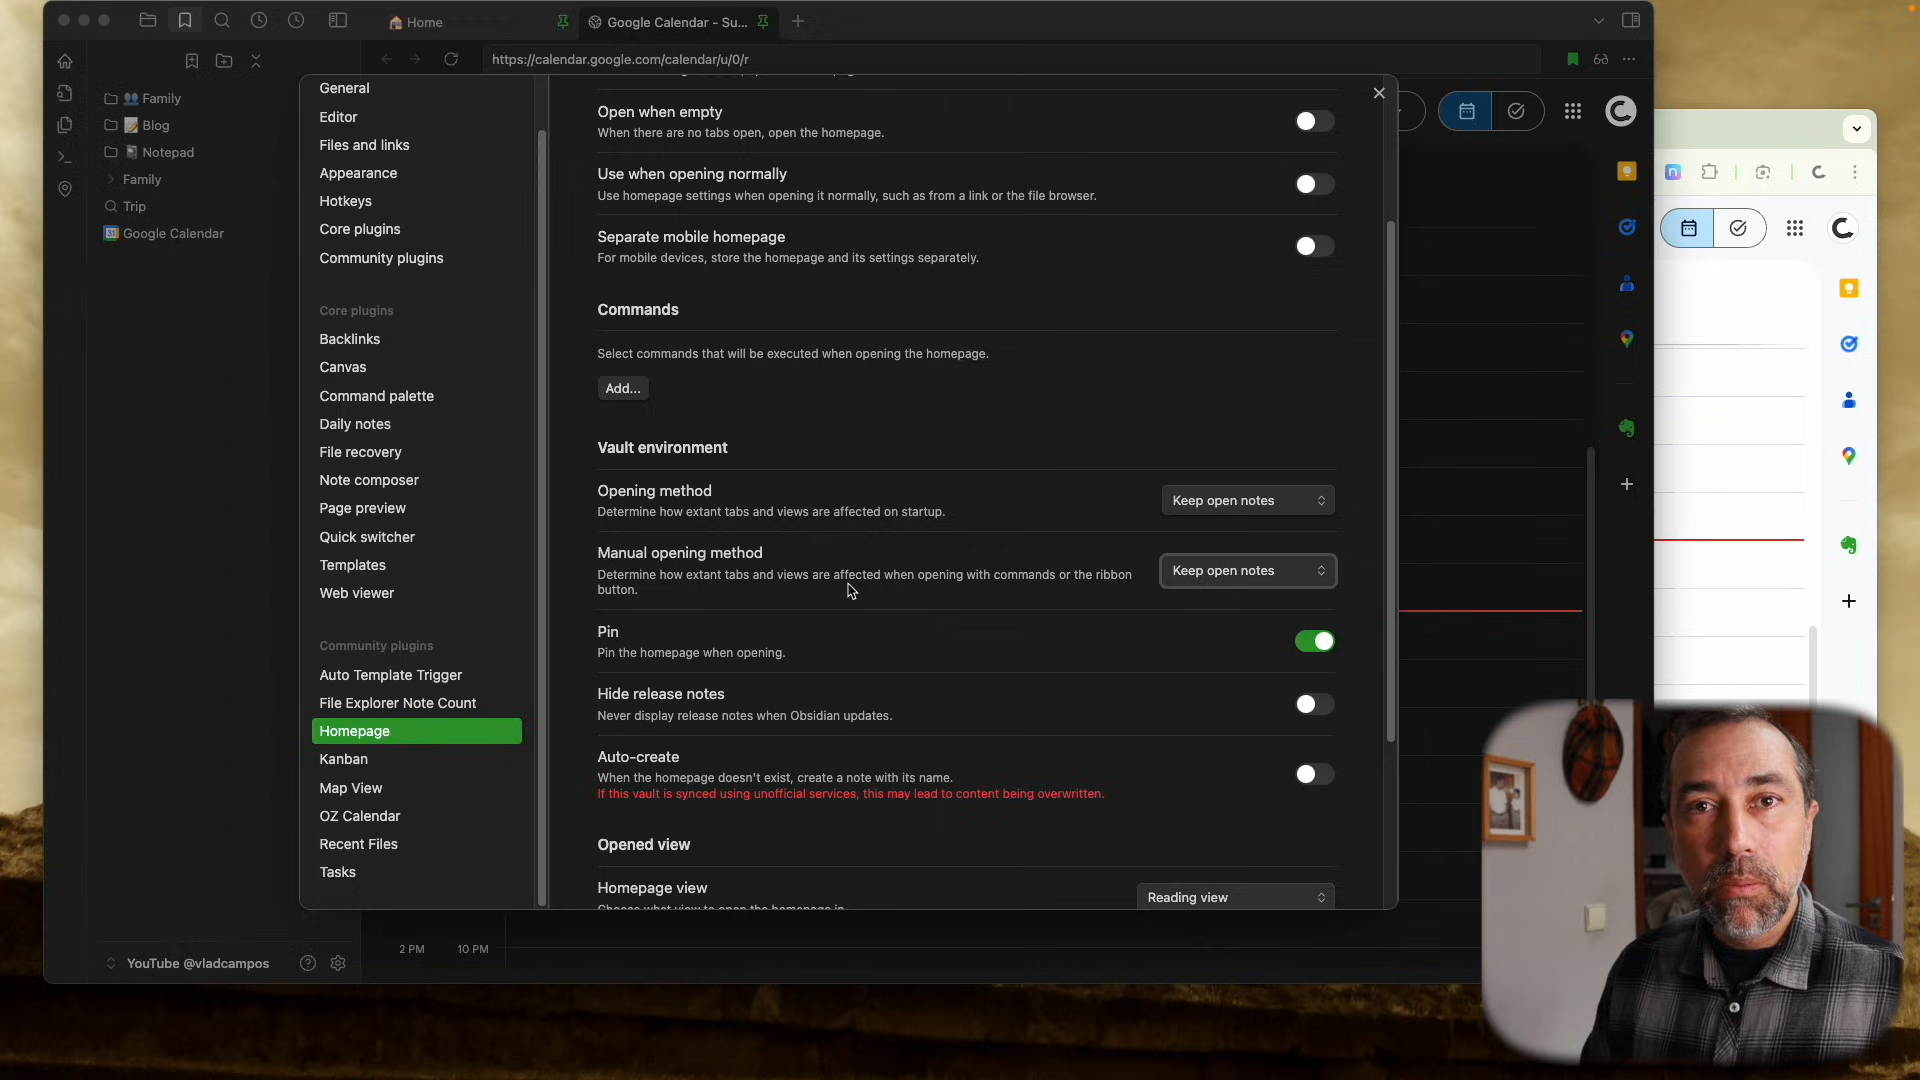 Home
Google Calendar - Su...
https://calendar.google.com/calendar/u/0/r
Family
Blog
Notepad
Family
Trip
Google Calendar
YouTube @vladcampos
General
Editor
Files and links
Appearance
Hotkeys
Core plugins
Community plugins
Core plugins
Backlinks
Canvas
Command palette
Daily notes
File recovery
Note composer
Page preview
Quick switcher
Templates
Web viewer
Community plugins
Auto Template Trigger
File Explorer Note Count
Homepage
Kanban
Map View
OZ Calendar
Recent Files
Tasks
Open when empty
When there are no tabs open, open the homepage.
Use when opening normally
Use homepage settings when opening it normally, such as from a link or the file browser.
Separate mobile homepage
For mobile devices, store the homepage and its settings separately.
Commands
Select commands that will be executed when opening the homepage.
Add...
Vault environment
Opening method
Determine how extant tabs and views are affected on startup.
Keep open notes
Manual opening method
Determine how extant tabs and views are affected when opening with commands or the ribbon
button.
Keep open notes
Pin
Pin the homepage when opening.
Hide release notes
Never display release notes when Obsidian updates.
Auto-create
When the homepage doesn't exist, create a note with its name.
If this vault is synced using unofficial services, this may lead to content being overwritten.
Opened view
Homepage view
Choose what view to open the homepage in.
Reading view
2 PM 10 PM